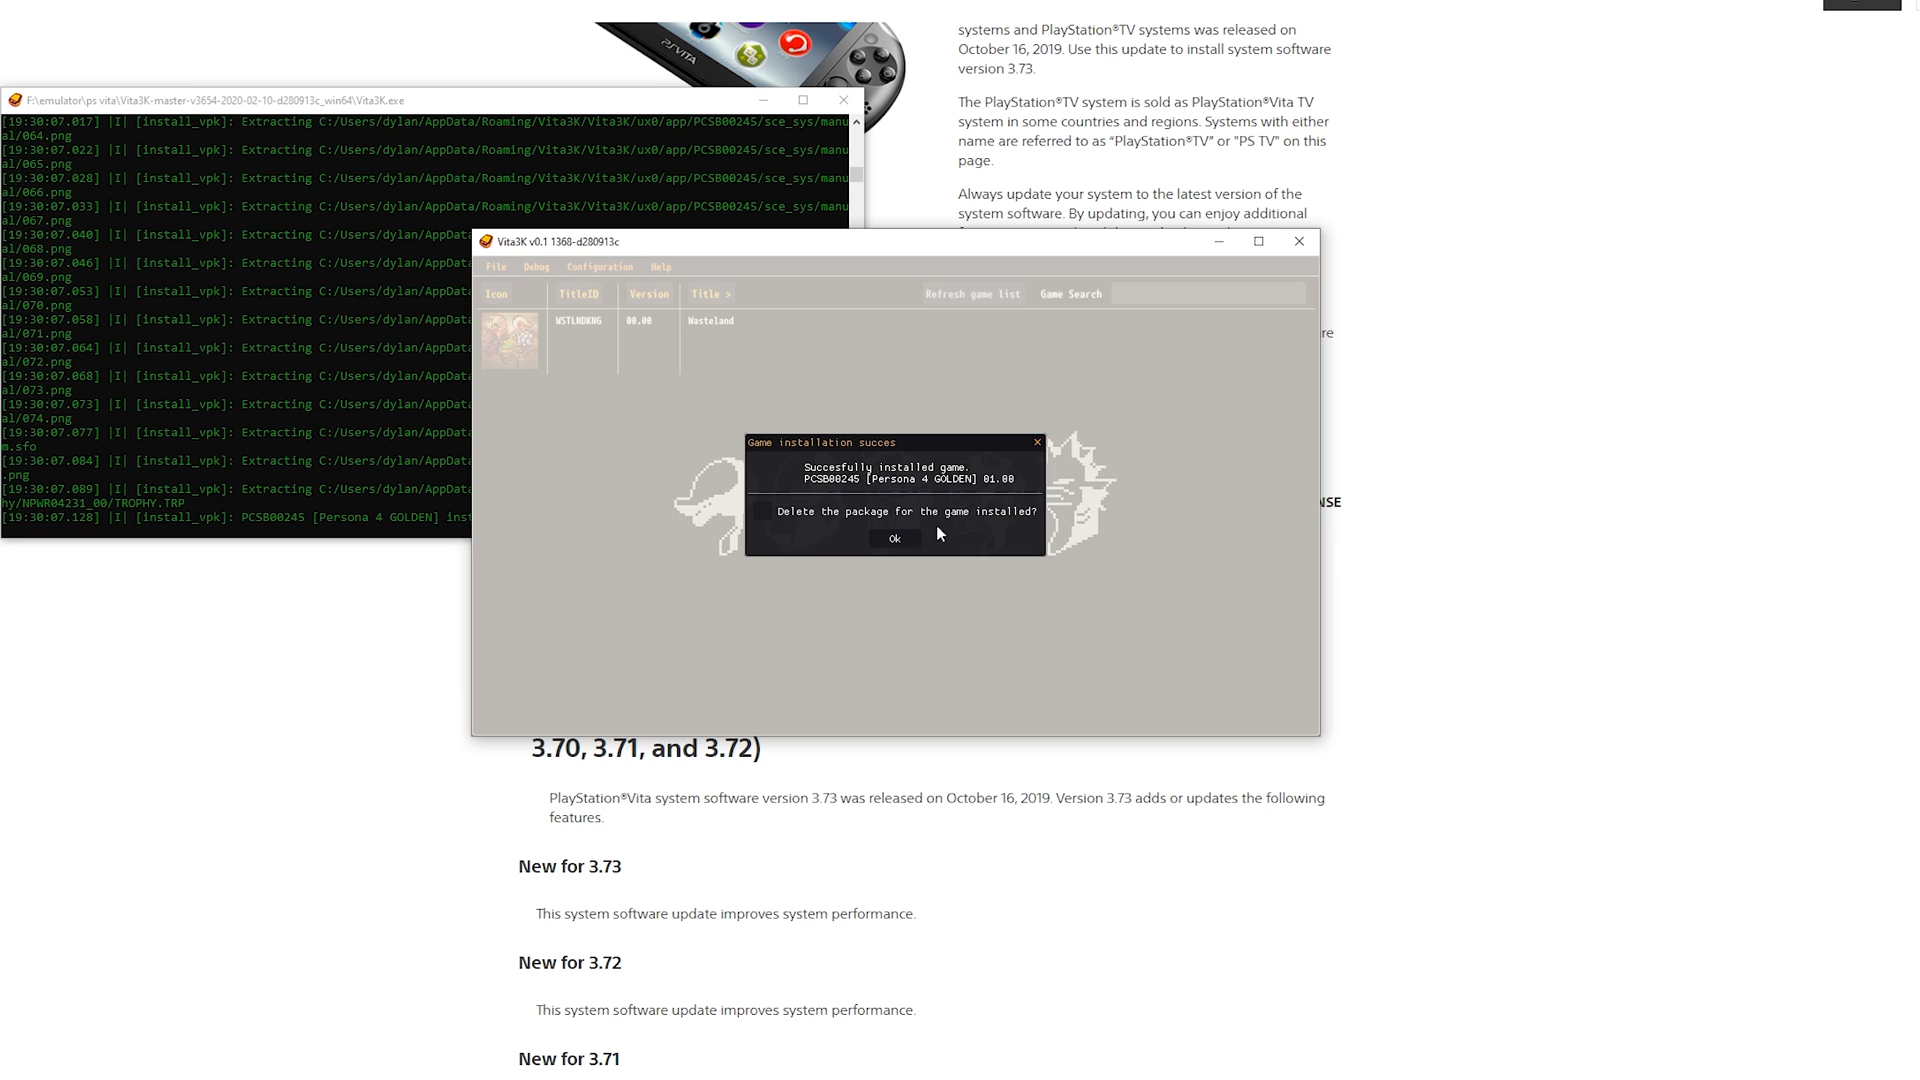 PSVITA
systems and PlayStation®TV systems was released on
October 16, 2019. Use this update to install system software
version 3.73.
The PlayStation®TV system is sold as PlayStation®Vita TV
system in some countries and regions. Systems with either
name are referred to as “PlayStation®TV” or "PS TV" on this
page.
Always update your system to the latest version of the
system software. By updating, you can enjoy additional
F:\emulator\ps vita\Vita3K-master-v3654-2020-02-10-d280913c_win64\Vita3K.exe
[19:30:07.017] |I| [install_vpk]: Extracting C:/Users/dylan/AppData/Roaming/Vita3K/Vita3K/ux0/app/PCSB00245/sce_sys/manu
al/064.png
[19:30:07.022] |I| [install_vpk]: Extracting C:/Users/dylan/AppData/Roaming/Vita3K/Vita3K/ux0/app/PCSB00245/sce_sys/manu
al/065.png
[19:30:07.028] |I| [install_vpk]: Extracting C:/Users/dylan/AppData/Roaming/Vita3K/Vita3K/ux0/app/PCSB00245/sce_sys/manu
al/066.png
[19:30:07.033] |I| [install_vpk]: Extracting C:/Users/dylan/AppData/Roaming/Vita3K/Vita3K/ux0/app/PCSB00245/sce_sys/manu
al/067.png
[19:30:07.040] |I| [install_vpk]: Extracting C:/Users/dylan/AppData
al/068.png
[19:30:07.046] |I| [install_vpk]: Extracting C:/Users/dylan/AppData
al/069.png
[19:30:07.053] |I| [install_vpk]: Extracting C:/Users/dylan/AppData
al/070.png
[19:30:07.058] |I| [install_vpk]: Extracting C:/Users/dylan/AppData
al/071.png
[19:30:07.064] |I| [install_vpk]: Extracting C:/Users/dylan/AppData
al/072.png
[19:30:07.068] |I| [install_vpk]: Extracting C:/Users/dylan/AppData
al/073.png
[19:30:07.073] |I| [install_vpk]: Extracting C:/Users/dylan/AppData
al/074.png
[19:30:07.077] |I| [install_vpk]: Extracting C:/Users/dylan/AppData
m.sfo
[19:30:07.084] |I| [install_vpk]: Extracting C:/Users/dylan/AppData
.png
[19:30:07.089] |I| [install_vpk]: Extracting C:/Users/dylan/AppData
hy/NPWR04231_00/TROPHY.TRP
[19:30:07.128] |I| [install_vpk]: PCSB00245 [Persona 4 GOLDEN] inst
Vita3K v0.1 1368-d280913c
File Debug Configuration Help
Icon TitleID Version Title > Refresh game list Game Search
WSTLNDKNG 00.00 Wasteland
re
Game installation succes
Succesfully installed game.
PCSB00245 [Persona 4 GOLDEN] 01.00
Delete the package for the game installed?
Ok
NSE
3.70, 3.71, and 3.72)
PlayStation®Vita system software version 3.73 was released on October 16, 2019. Version 3.73 adds or updates the following
features.
New for 3.73
This system software update improves system performance.
New for 3.72
This system software update improves system performance.
New for 3.71